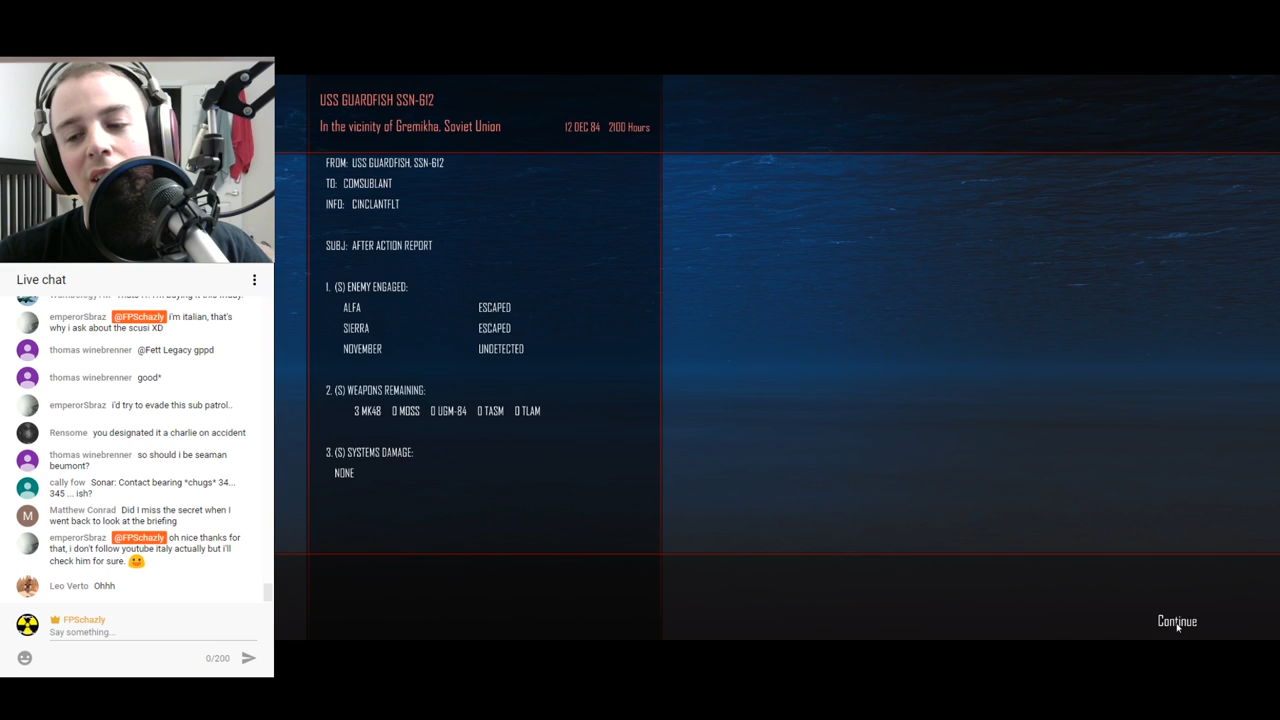 USS GUARDFISH SSN-612
In the vicinity of Gremikha, Soviet Union 12 DEC 84 2100 Hours
FROM: USS GUARDFISH, SSN-612
TO: COMSUBLANT
INFO: CINCLANTFLT
SUBJ: AFTER ACTION REPORT
1. (S) ENEMY ENGAGED:
ALFA ESCAPED
SIERRA ESCAPED
NOVEMBER UNDETECTED
2. (S) WEAPONS REMAINING:
3 MK48 0 MOSS 0 UGM-84 0 TASM 0 TLAM
3. (S) SYSTEMS DAMAGE:
NONE
Continue
Live chat
emperorSbraz @FPSchazly i'm italian, that's
why i ask about the scusi XD
thomas winebrenner @Fett Legacy gppd
thomas winebrenner good*
emperorSbraz i'd try to evade this sub patrol..
Rensome you designated it a charlie on accident
thomas winebrenner so should i be seaman
beumont?
cally fow Sonar: Contact bearing *chugs* 34...
345 ... ish?
M
Matthew Conrad Did I miss the secret when I
went back to look at the briefing
emperorSbraz @FPSchazly oh nice thanks for
that, i don't follow youtube italy actually but i'll
check him for sure.
Leo Verto Ohhh
FPSchazly
Say something...
0/200